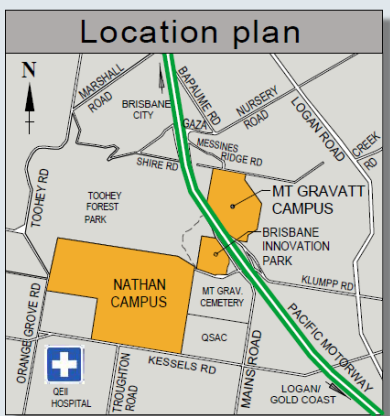 Location plan
N
MARSHALL
ROAD
BRISBANE
CITY
BAPAUME RD
GAZA
NURSERY
ROAD
LOGAN ROAD
CREEK
RD
MESSINES
RIDGE RD
SHIRE RD
TOOHEY RD
TOOHEY
FOREST
PARK
MT GRAVATT
CAMPUS
BRISBANE
INNOVATION
PARK
NATHAN
CAMPUS
MT GRAV.
CEMETERY
KLUMPP RD
ORANGE GROVE RD
QSAC
PACIFIC MOTORWAY
KESSELS RD
MAINS ROAD
QEII
HOSPITAL
TROUGHTON
ROAD
LOGAN/
GOLD COAST